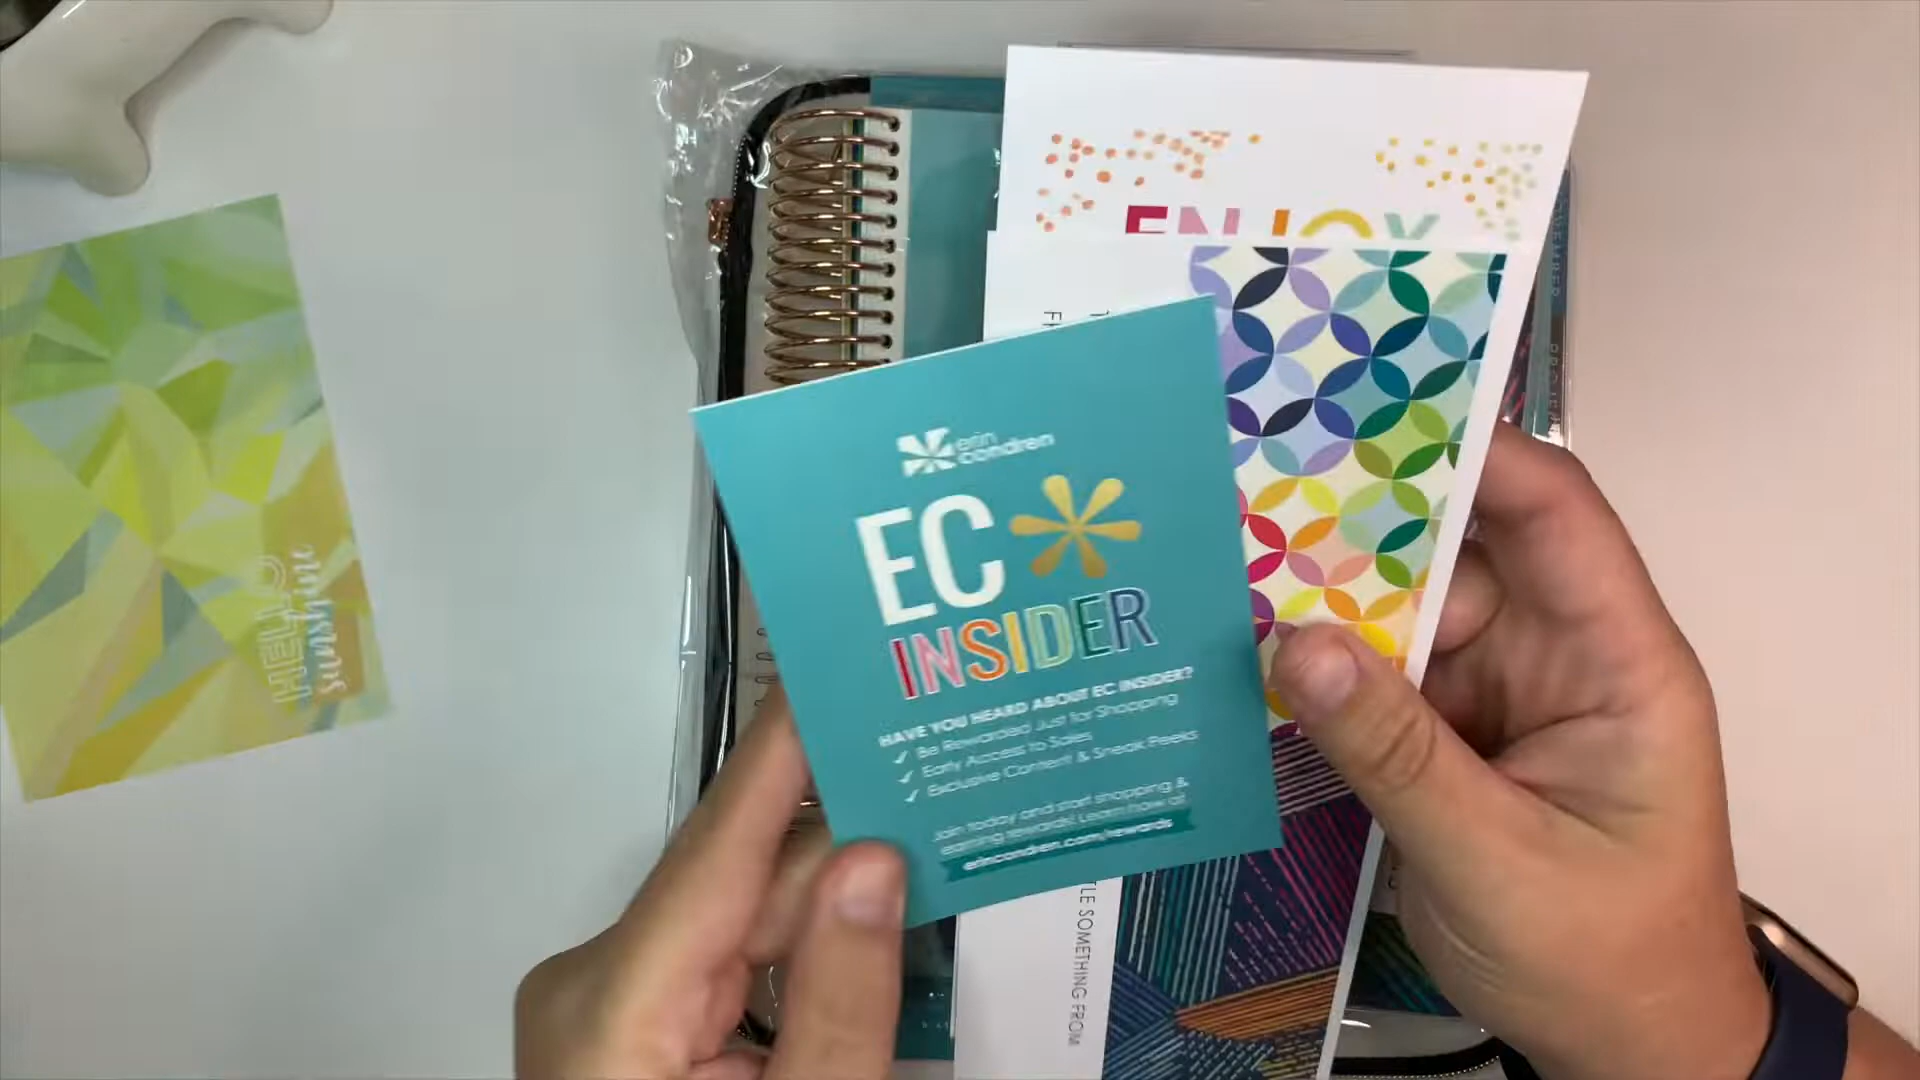 ENJOY
erin
condren
EC
INSIDER
HAVE YOU HEARD ABOUT EC INSIDER?
✓ Be Rewarded Just for Shopping
✓ Early Access to Sales
✓ Exclusive Content & Sneak Peeks
Join today and start shopping &
earning rewards! Learn how at
erincondren.com/rewards
HELLO
sunshine
TLE SOMETHING FROM